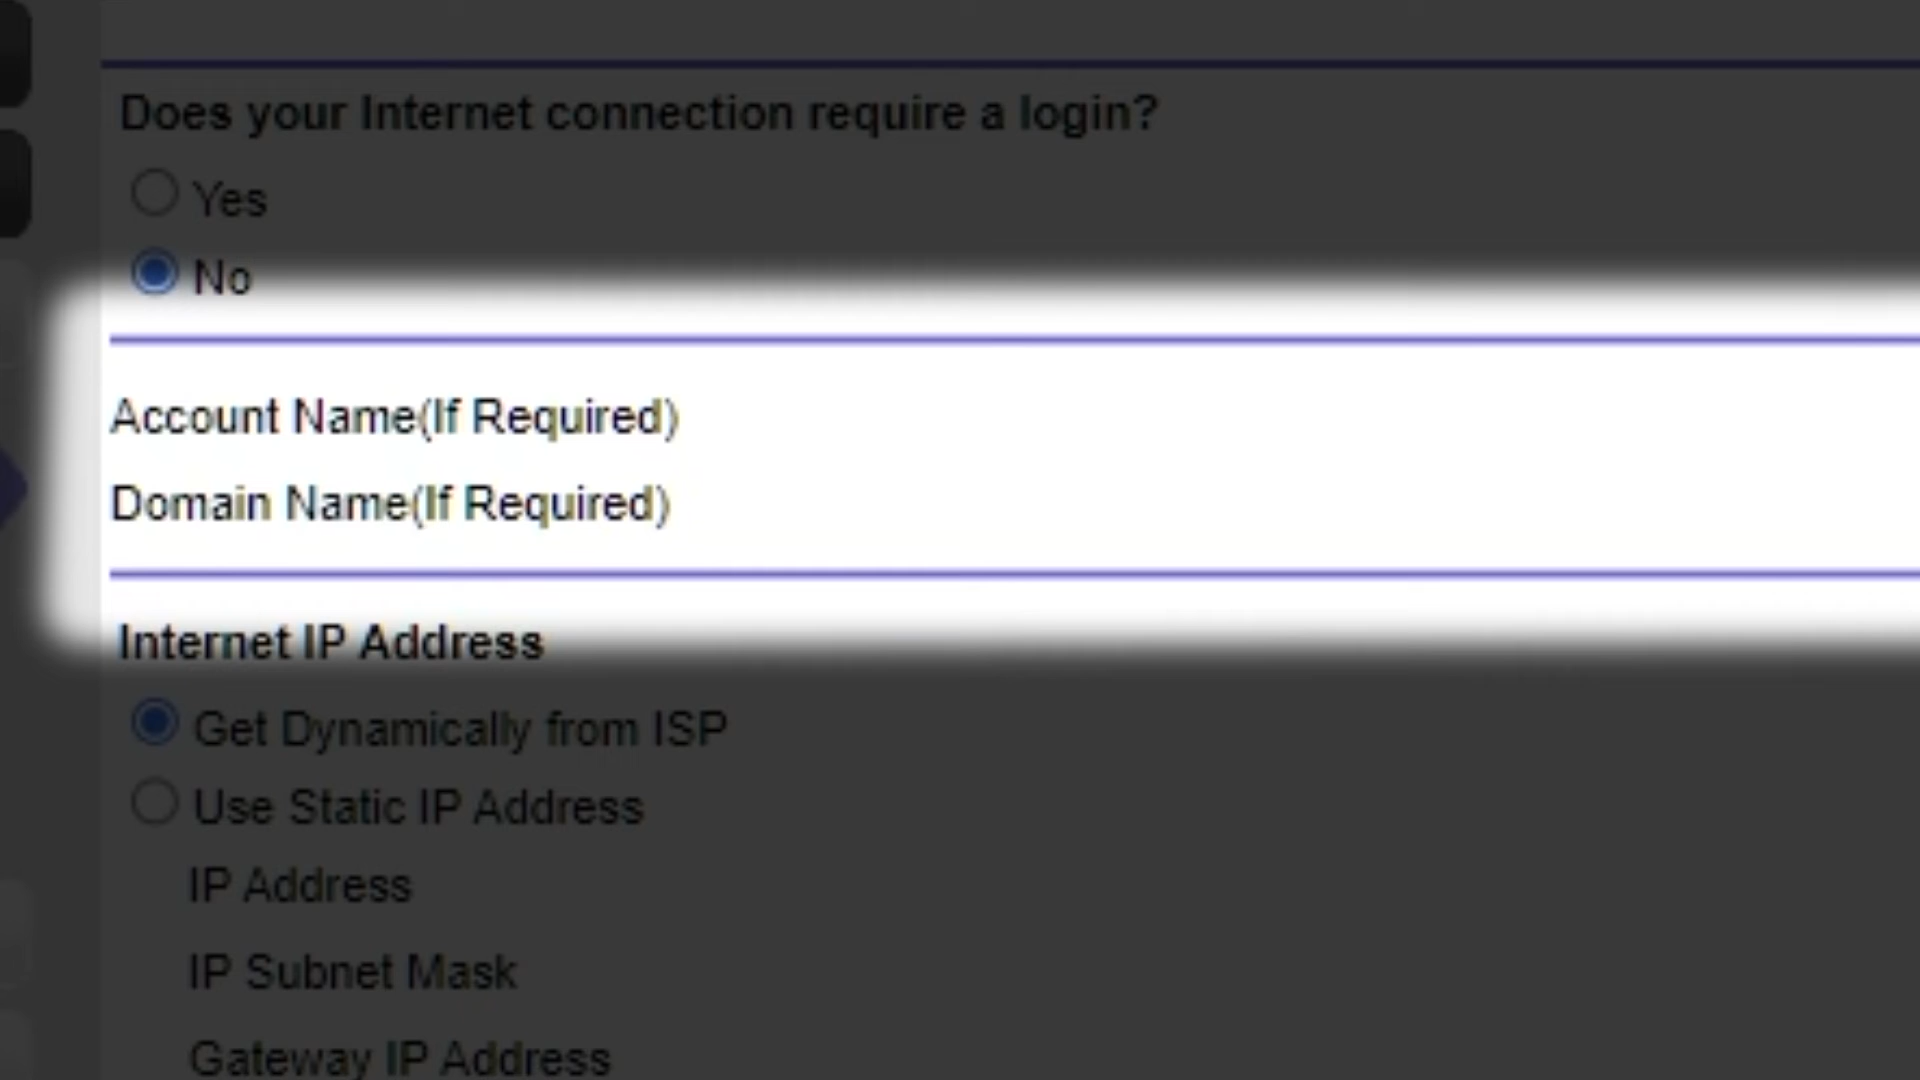 Does your Internet connection require a login?
Yes
No
Account Name(If Required)
Domain Name(If Required)
Internet IP Address
Get Dynamically from ISP
Use Static IP Address
IP Address
IP Subnet Mask
Gateway IP Address